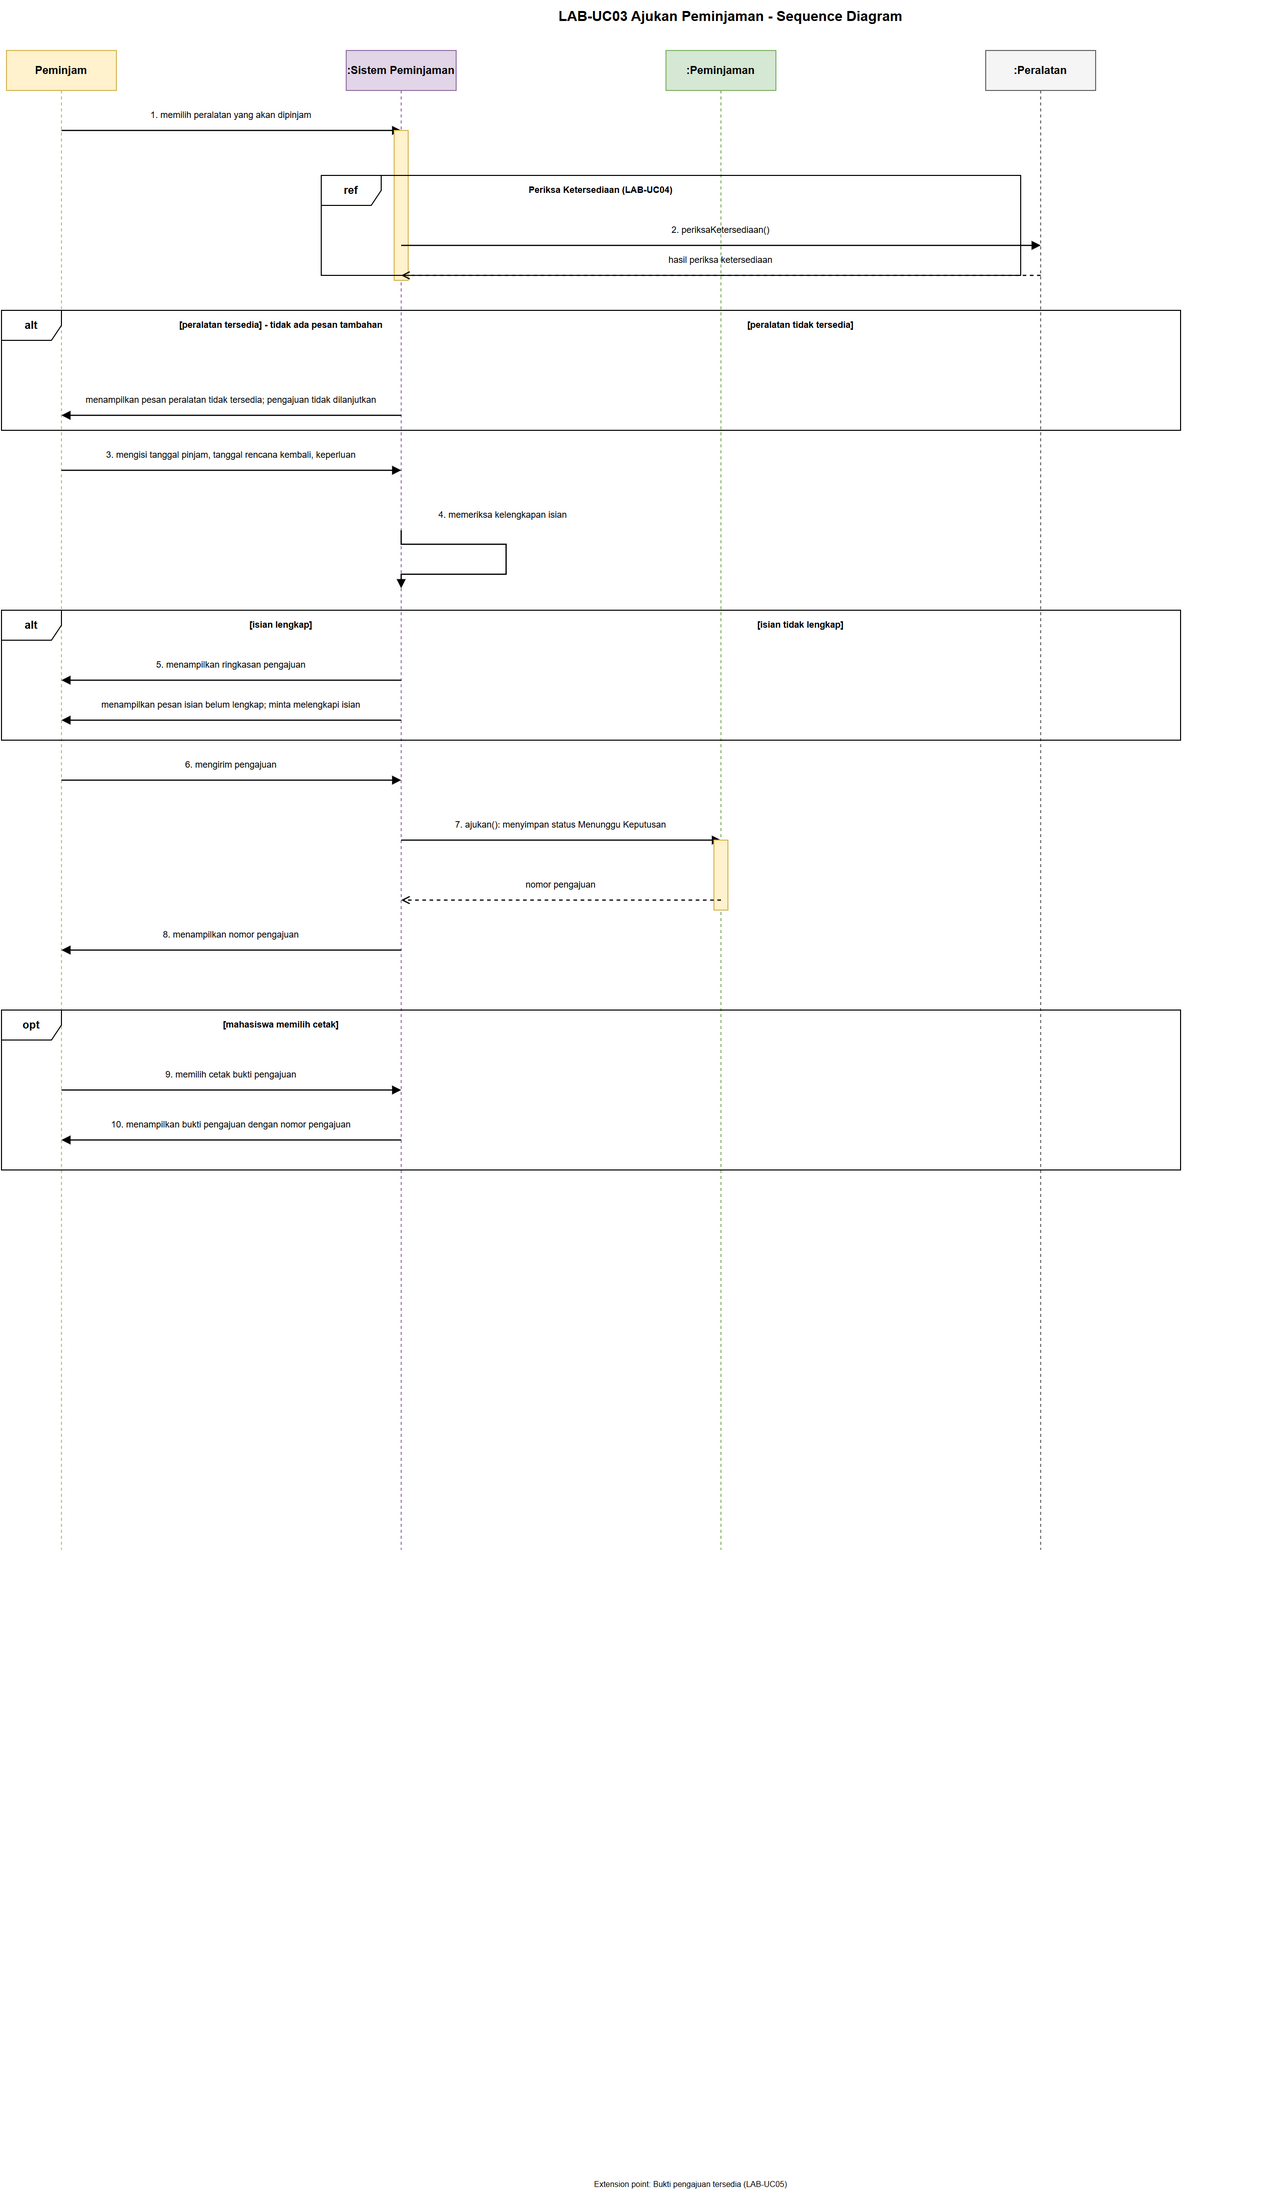 LAB-UC03 Ajukan Peminjaman - Sequence Diagram
Peminjam
:Sistem Peminjaman
:Peminjaman
:Peralatan
1. memilih peralatan yang akan dipinjam
ref
Periksa Ketersediaan (LAB-UC04)
2. periksaKetersediaan()
hasil periksa ketersediaan
alt
[peralatan tersedia] - tidak ada pesan tambahan
[peralatan tidak tersedia]
menampilkan pesan peralatan tidak tersedia; pengajuan tidak dilanjutkan
3. mengisi tanggal pinjam, tanggal rencana kembali, keperluan
4. memeriksa kelengkapan isian
alt
[isian lengkap]
[isian tidak lengkap]
5. menampilkan ringkasan pengajuan
menampilkan pesan isian belum lengkap; minta melengkapi isian
6. mengirim pengajuan
7. ajukan(): menyimpan status Menunggu Keputusan
nomor pengajuan
8. menampilkan nomor pengajuan
opt
[mahasiswa memilih cetak]
9. memilih cetak bukti pengajuan
10. menampilkan bukti pengajuan dengan nomor pengajuan
Extension point: Bukti pengajuan tersedia (LAB-UC05)